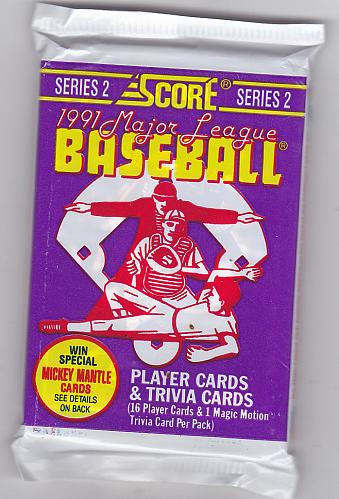 SERIES 2 SCORE® SERIES 2
1991 Major League
BASEBALL®
WIN
SPECIAL
MICKEY MANTLE
CARDS
SEE DETAILS
ON BACK
PLAYER CARDS
& TRIVIA CARDS
(16 Player Cards & 1 Magic Motion
Trivia Card Per Pack)